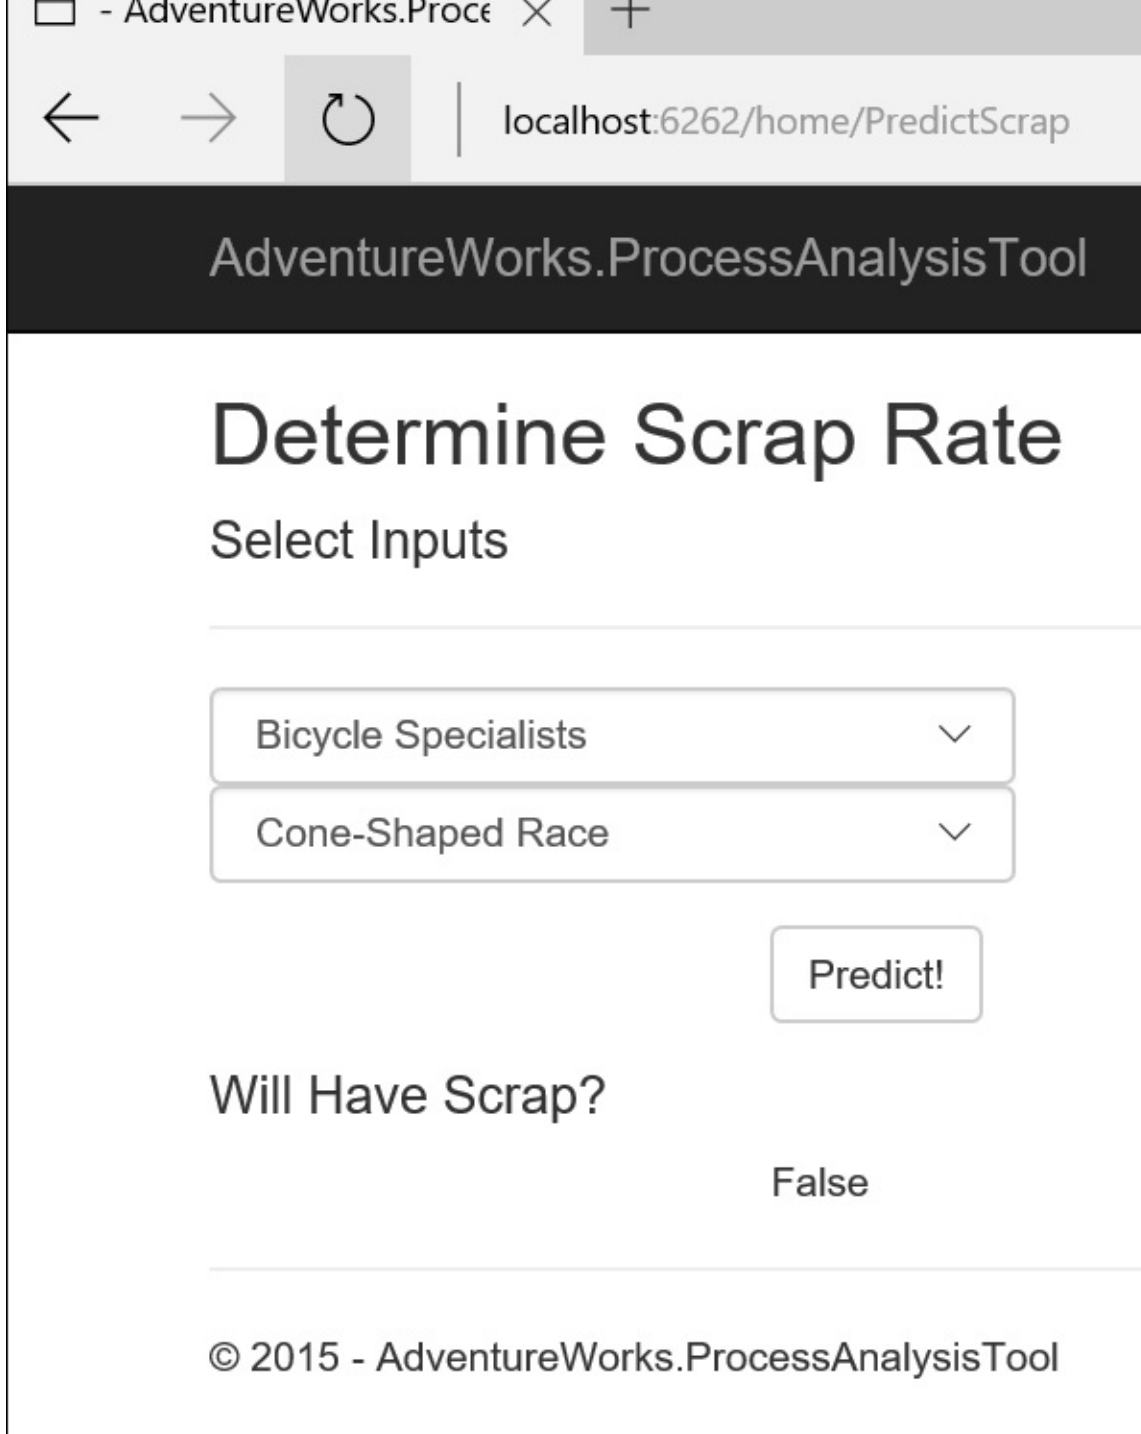 - AdventureWorks.Proce
localhost:6262/home/PredictScrap
AdventureWorks.ProcessAnalysisTool
Determine Scrap Rate
Select Inputs
Bicycle Specialists
Cone-Shaped Race
Predict!
Will Have Scrap?
False
© 2015 - AdventureWorks.ProcessAnalysisTool